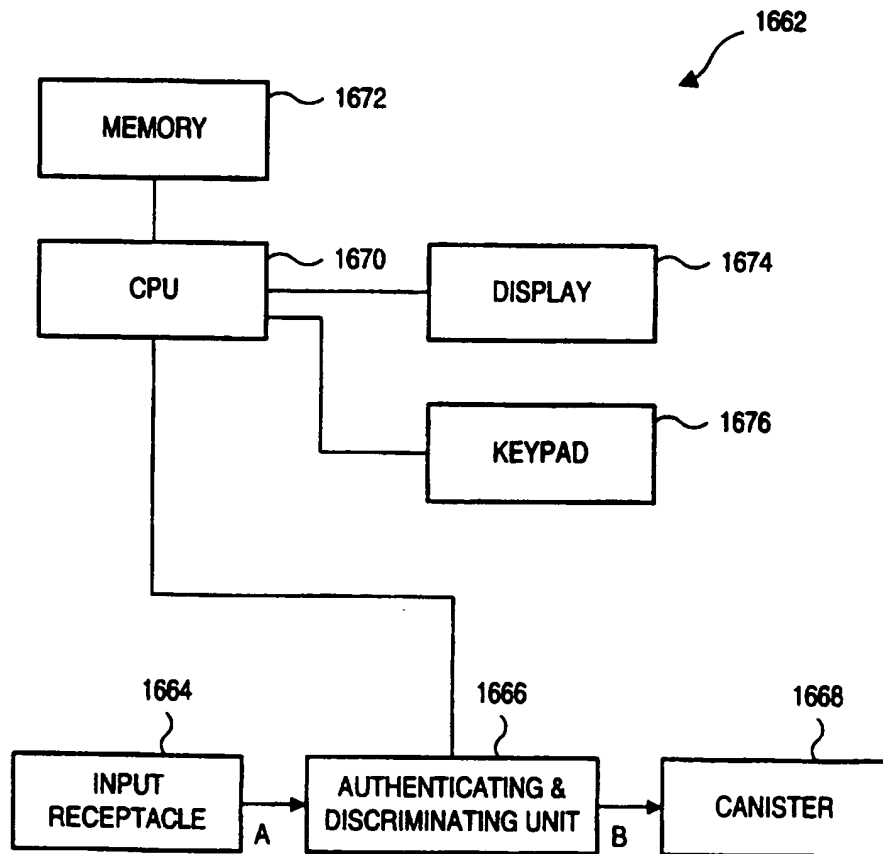 1662
MEMORY
1672
CPU
1670
DISPLAY
1674
KEYPAD
1676
1664
1666
1668
INPUT
RECEPTACLE
A
AUTHENTICATING &
DISCRIMINATING UNIT
B
CANISTER